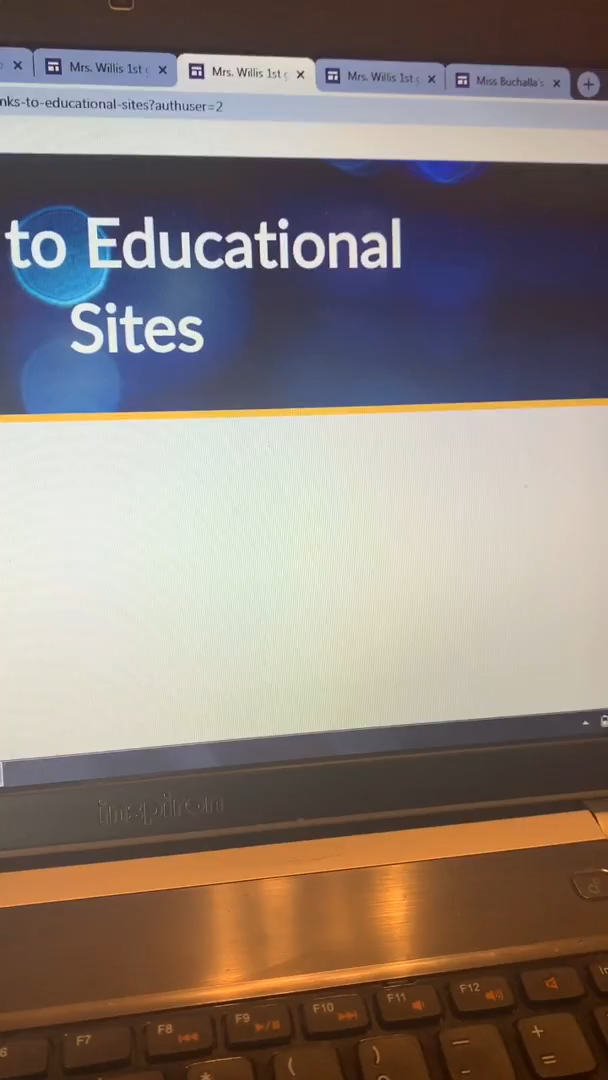 Mrs. Willis 1st g
Mrs. Willis 1st g
Mrs. Willis 1st g
Miss Buchalla's
nks-to-educational-sites?authuser=2
to Educational
Sites
inspiron
F7
F8
F9
F10
F11
F12
6
*
(
)
_
-
+
=